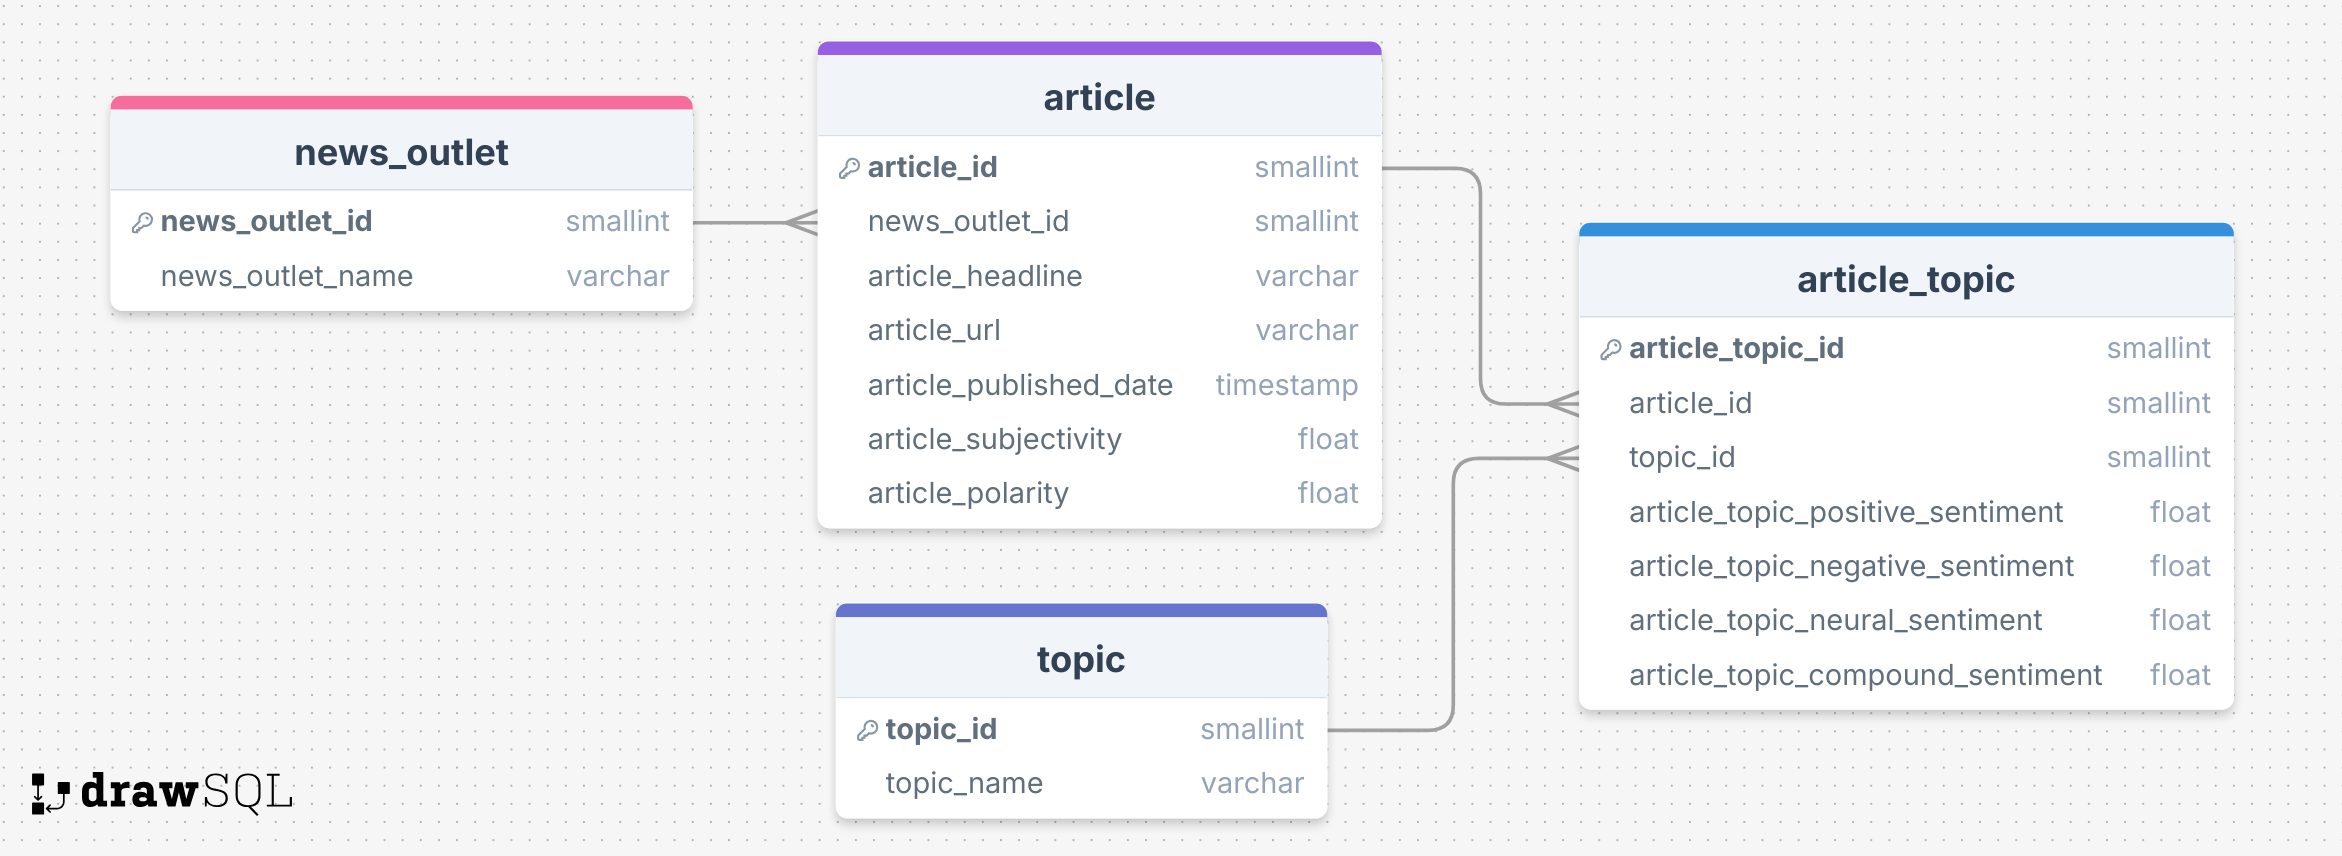 news_outlet
news_outlet_id smallint
news_outlet_name varchar
article
article_id smallint
news_outlet_id smallint
article_headline varchar
article_url varchar
article_published_date timestamp
article_subjectivity float
article_polarity float
topic
topic_id smallint
topic_name varchar
article_topic
article_topic_id smallint
article_id smallint
topic_id smallint
article_topic_positive_sentiment float
article_topic_negative_sentiment float
article_topic_neural_sentiment float
article_topic_compound_sentiment float
drawSQL